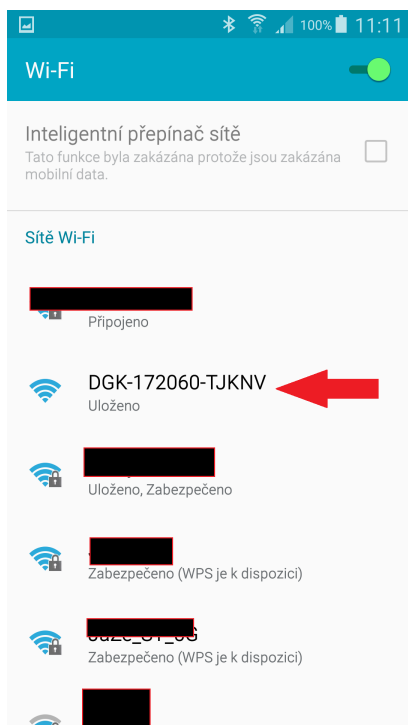 100% 11:11
Wi-Fi
Inteligentní přepínač sítě
Tato funkce byla zakázána protože jsou zakázána
mobilní data.
Sítě Wi-Fi
Připojeno
DGK-172060-TJKNV
Uloženo
Uloženo, Zabezpečeno
Zabezpečeno (WPS je k dispozici)
Zabezpečeno (WPS je k dispozici)